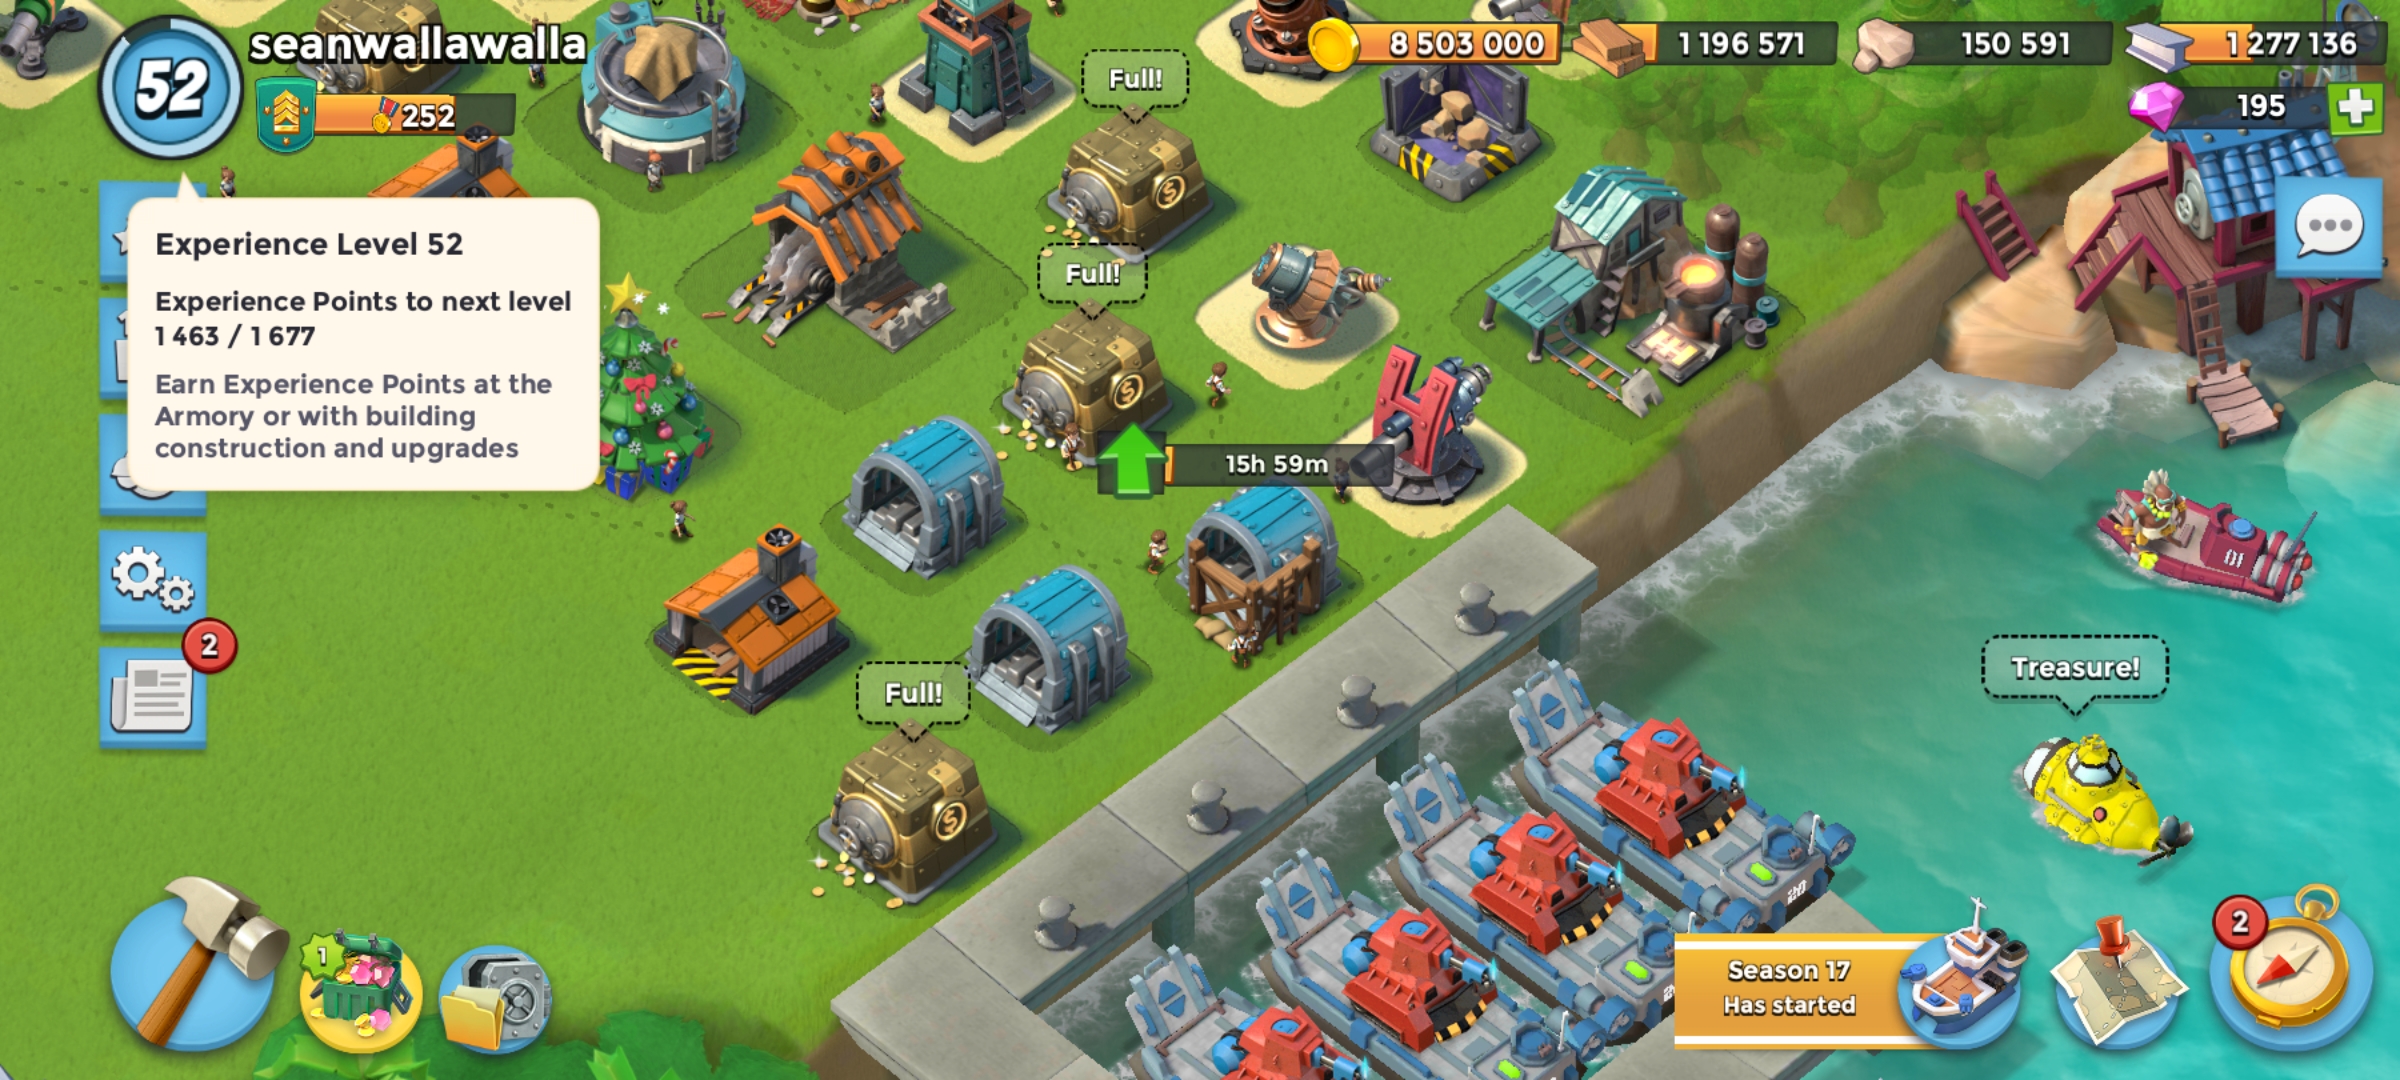 52
seanwallawalla
252
8 503 000
1 196 571
150 591
1 277 136
195
Full!
Experience Level 52
Experience Points to next level
1 463 / 1 677
Earn Experience Points at the
Armory or with building
construction and upgrades
Full!
15h 59m
2
Full!
Treasure!
1
Season 17
Has started
2